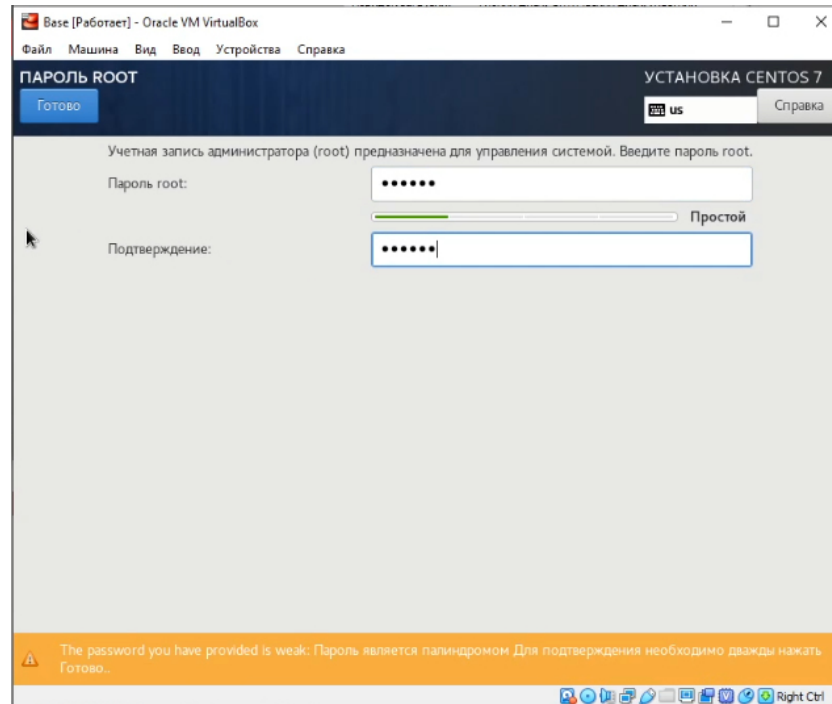 Base [Работает] - Oracle VM VirtualBox
Файл Машина Вид Ввод Устройства Справка
ПАРОЛЬ ROOT
УСТАНОВКА CENTOS 7
Готово
us
Справка
Учетная запись администратора (root) предназначена для управления системой. Введите пароль root.
Пароль root:
••••••
Простой
Подтверждение:
••••••
The password you have provided is weak: Пароль является палиндромом Для подтверждения необходимо дважды нажать
Готово..
Right Ctrl